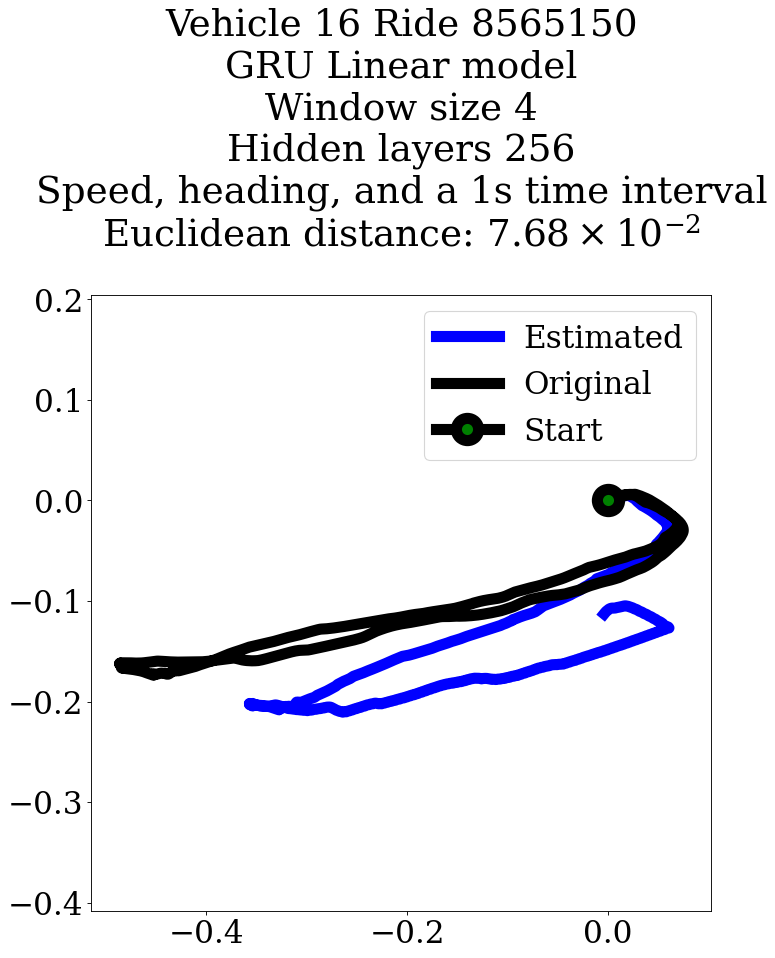 Vehicle 16 Ride 8565150
GRU Linear model
Window size 4
Hidden layers 256
Speed, heading, and a 1s time interval
Euclidean distance: 7.68 × 10⁻²
0.2
Estimated
0.1
Original
Start
0.0
−0.1
−0.2
−0.3
−0.4
−0.4 −0.2 0.0